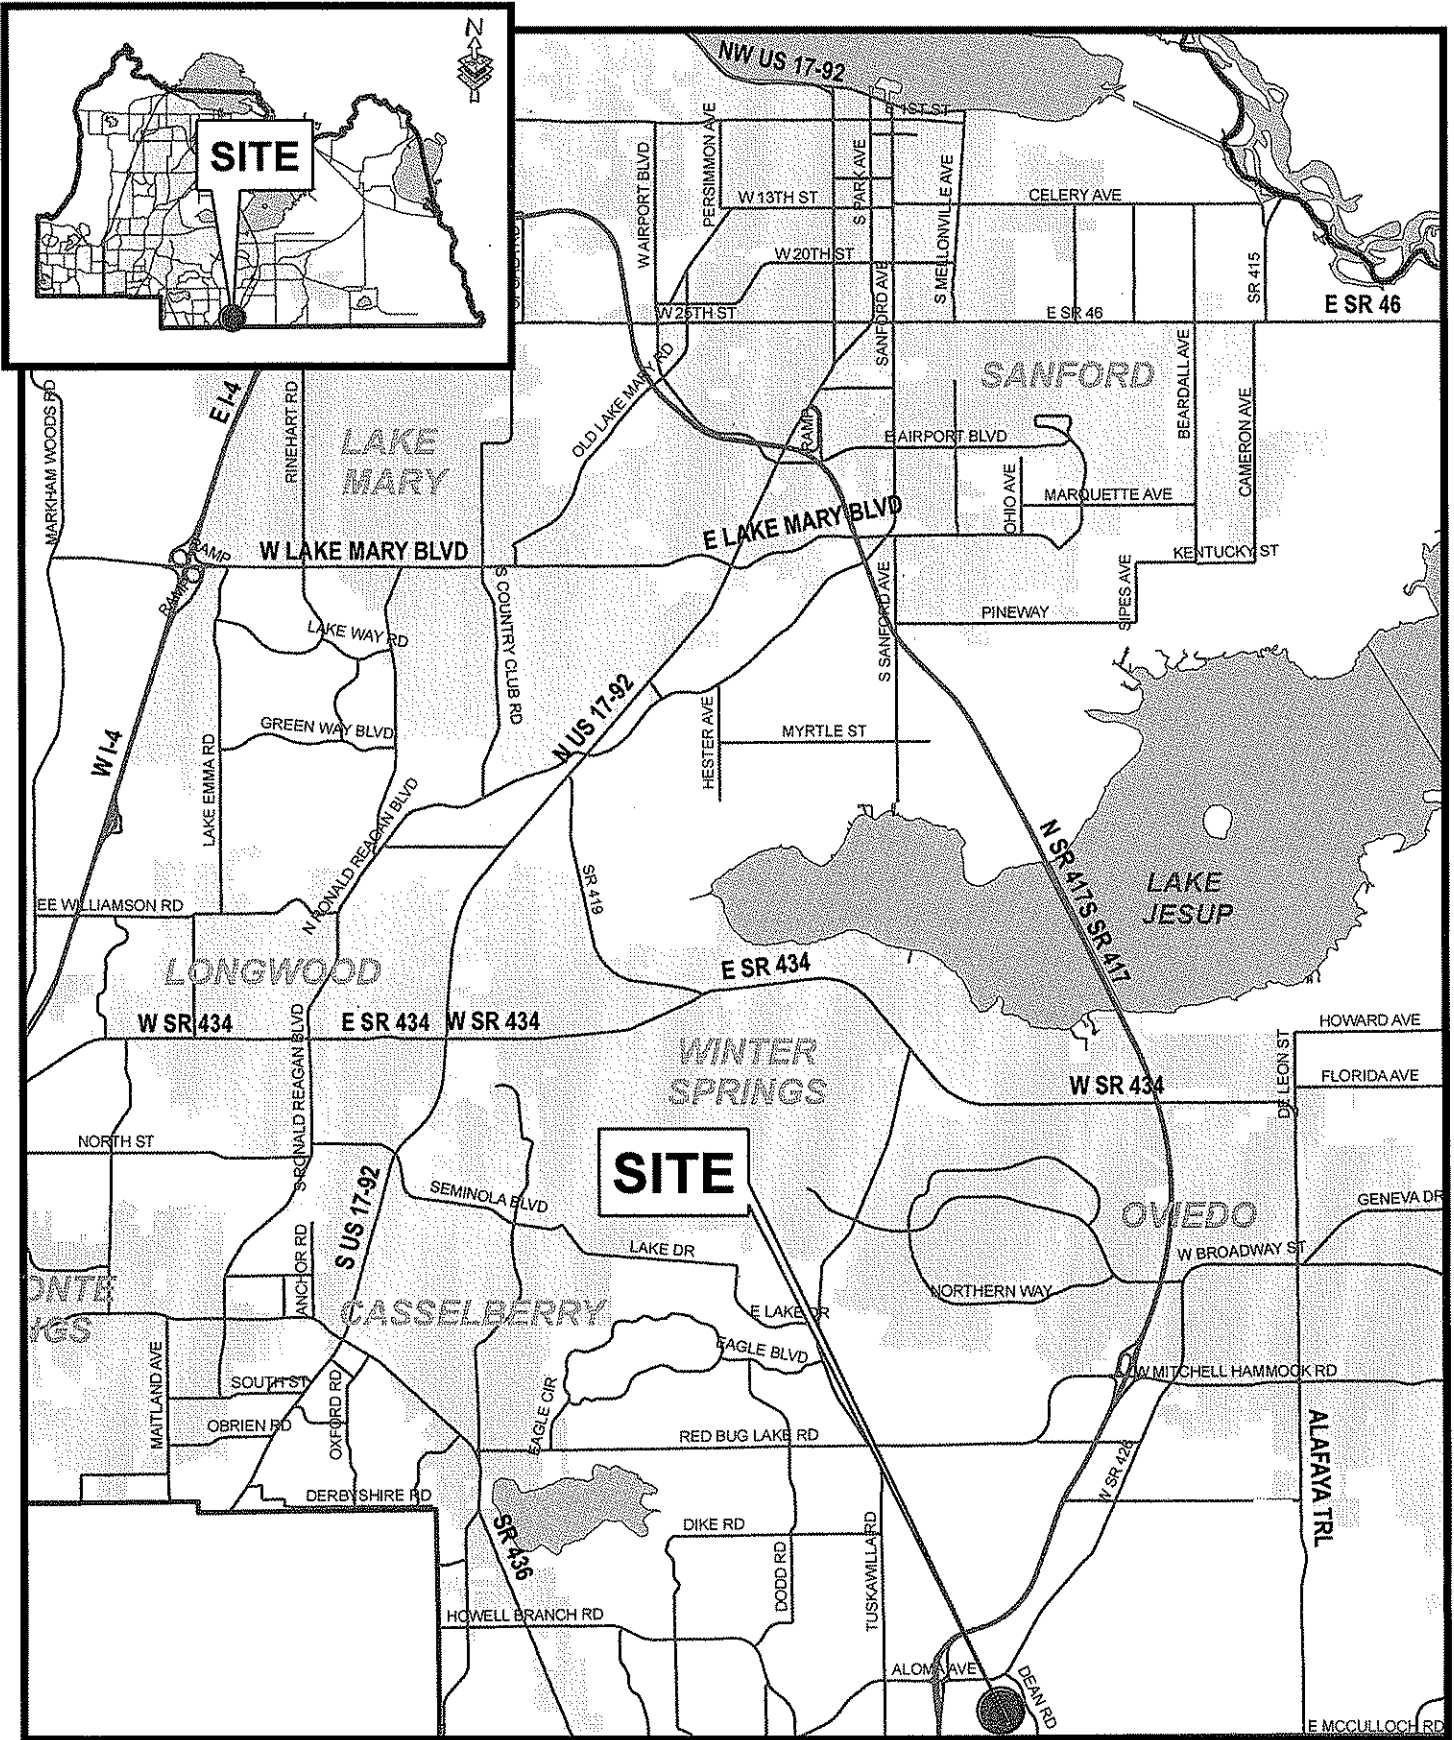 N
SITE
NW US 17-92
E 1ST ST
W AIRPORT BLVD
PERSIMMON AVE
S PARK AVE
S MELLONVILLE AVE
W 13TH ST
CELERY AVE
W 20TH ST
SANFORD AVE
SR 415
W 25TH ST
E SR 46
E SR 46
MARKHAM WOODS RD
E I-4
RINEHART RD
LAKE
MARY
OLD LAKE MARY RD
SANFORD
BEARDALL AVE
CAMERON AVE
RAMP
E AIRPORT BLVD
OHIO AVE
MARQUETTE AVE
E LAKE MARY BLVD
RAMP
RAMP
W LAKE MARY BLVD
KENTUCKY ST
S COUNTRY CLUB RD
S SANFORD AVE
SIPES AVE
PINEWAY
LAKE WAY RD
N US 17-92
GREEN WAY BLVD
HESTER AVE
MYRTLE ST
W I-4
LAKE EMMA RD
N RONALD REAGAN BLVD
SR 419
N SR 417
S SR 417
LAKE
JESUP
EE WILLIAMSON RD
LONGWOOD
E SR 434
W SR 434
E SR 434
W SR 434
S RONALD REAGAN BLVD
WINTER
SPRINGS
W SR 434
DE LEON ST
HOWARD AVE
FLORIDA AVE
NORTH ST
S US 17-92
SITE
SEMINOLA BLVD
OVIEDO
GENEVA DR
ANCHOR RD
LAKE DR
W BROADWAY ST
ONTE
NGS
NORTHERN WAY
CASSELBERRY
E LAKE DR
EAGLE BLVD
MAITLAND AVE
SOUTH ST
OXFORD RD
W MITCHELL HAMMOCK RD
OBRIEN RD
EAGLE CIR
RED BUG LAKE RD
ALAFAYA TRL
W SR 426
DERBYSHIRE RD
SR 436
DIKE RD
DODD RD
TUSKAWILLA RD
HOWELL BRANCH RD
ALOMA AVE
DEAN RD
E MCCULLOCH RD